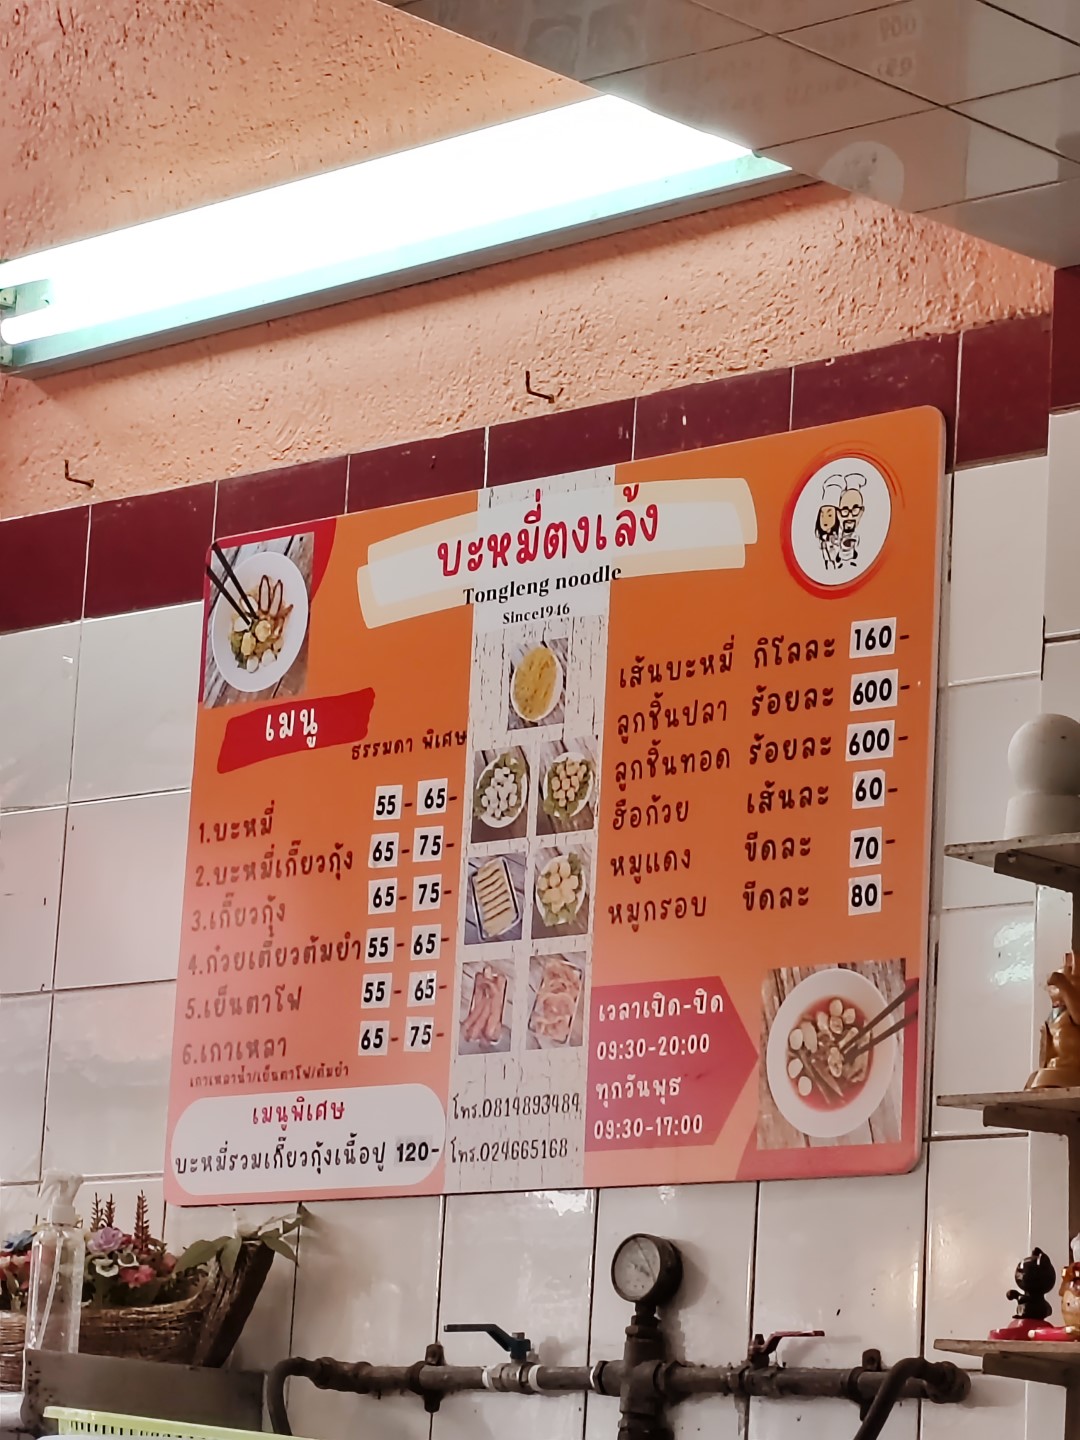 บะหมี่ตงเล้ง
Tongleng noodle
Since1946
เมนู
ธรรมดา พิเศษ
1.บะหมี่ 55 - 65-
2.บะหมี่เกี๊ยวกุ้ง 65 - 75-
3.เกี๊ยวกุ้ง 65 - 75-
4.ก๋วยเตี๋ยวต้มยำ 55 - 65-
5.เย็นตาโฟ 55 - 65-
6.เกาเหลา 65 - 75-
เกาเหลาน้ำ/เย็นตาโฟ/ต้มยำ
เมนูพิเศษ
บะหมี่รวมเกี๊ยวกุ้งเนื้อปู 120-
โทร.0814893484
โทร.024665168
เส้นบะหมี่ กิโลละ 160-
ลูกชิ้นปลา ร้อยละ 600-
ลูกชิ้นทอด ร้อยละ 600-
ฮือก้วย เส้นละ 60-
หมูแดง ขีดละ 70-
หมูกรอบ ขีดละ 80-
เวลาเปิด-ปิด
09:30-20:00
ทุกวันพุธ
09:30-17:00